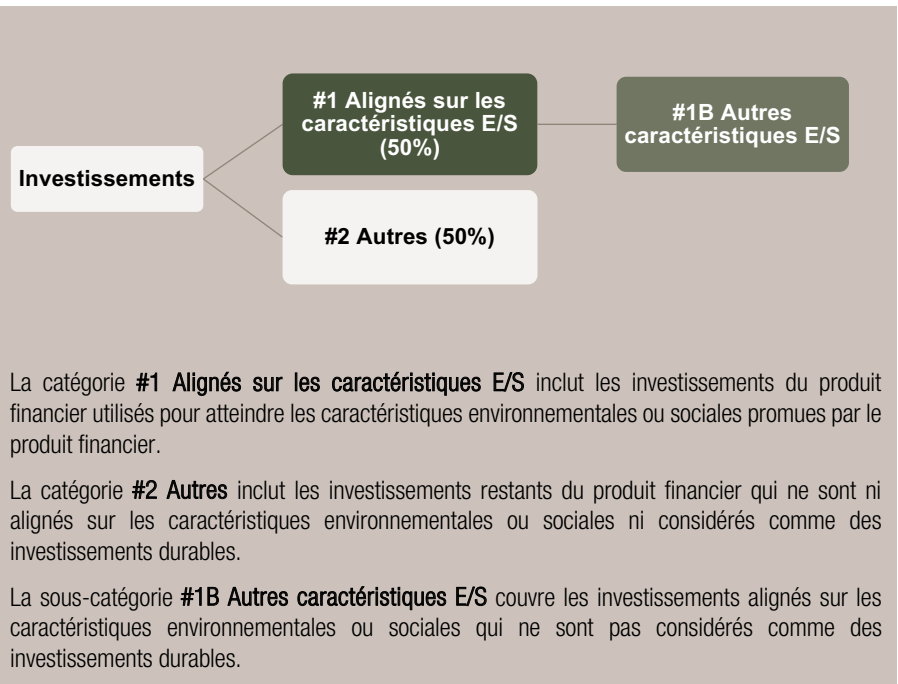 #1 Alignés sur les
caractéristiques E/S
(50%)
#1B Autres
caractéristiques E/S
Investissements
#2 Autres (50%)
La catégorie #1 Alignés sur les caractéristiques E/S inclut les investissements du produit
financier utilisés pour atteindre les caractéristiques environnementales ou sociales promues par le
produit financier.
La catégorie #2 Autres inclut les investissements restants du produit financier qui ne sont ni
alignés sur les caractéristiques environnementales ou sociales ni considérés comme des
investissements durables.
La sous-catégorie #1B Autres caractéristiques E/S couvre les investissements alignés sur les
caractéristiques environnementales ou sociales qui ne sont pas considérés comme des
investissements durables.